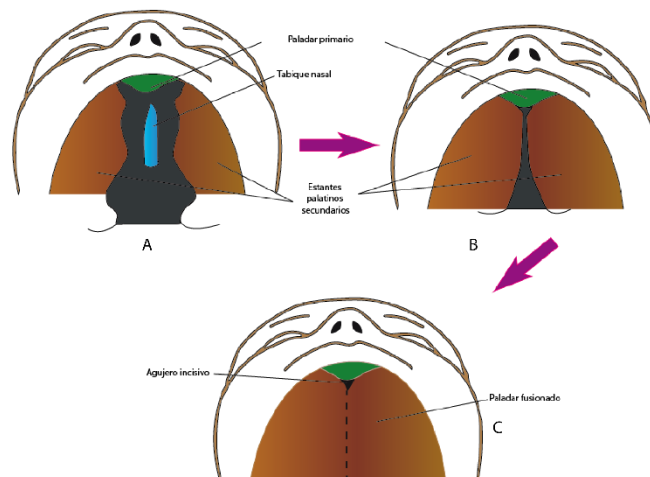 Paladar primario
Tabique nasal
Estantes
palatinos
secundarios
A
B
Agujero incisivo
Paladar fusionado
C